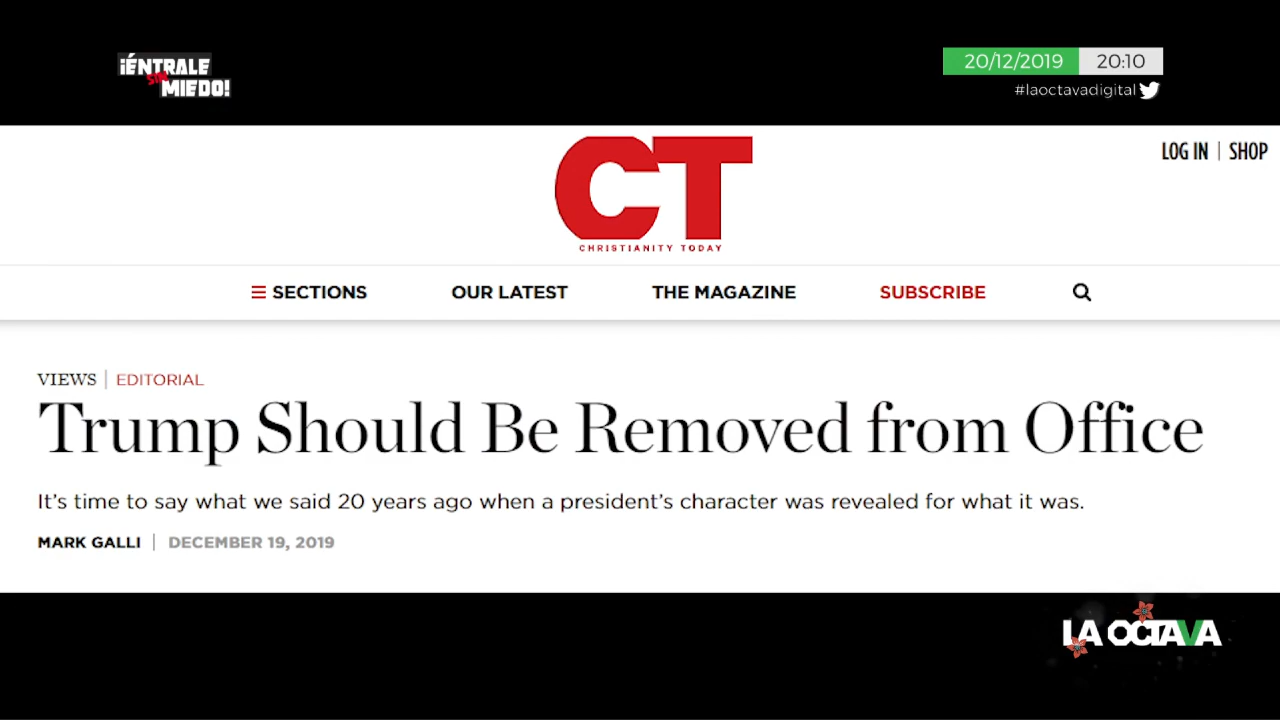 ¡ÉNTRALE
SIN
MIEDO!
20/12/2019 20:10
#laoctavadigital
CT
CHRISTIANITY TODAY
LOG IN | SHOP
SECTIONS OUR LATEST THE MAGAZINE SUBSCRIBE
VIEWS | EDITORIAL
Trump Should Be Removed from Office
It’s time to say what we said 20 years ago when a president’s character was revealed for what it was.
MARK GALLI | DECEMBER 19, 2019
LA OCTAVA